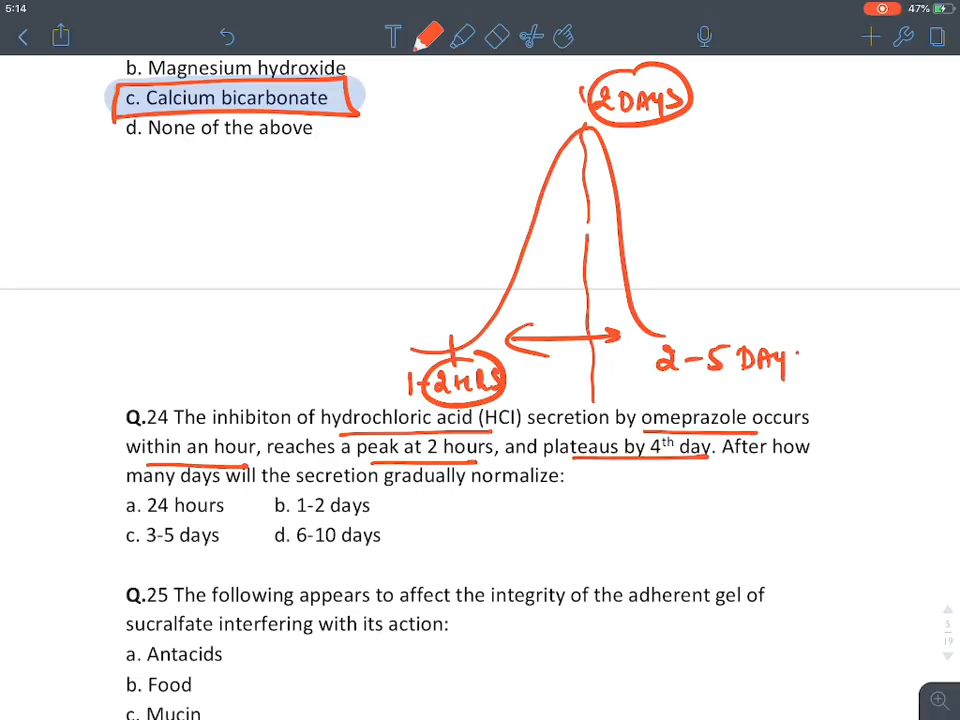 5:14
47%
T
b. Magnesium hydroxide
c. Calcium bicarbonate
d. None of the above
2 DAYS
1-2 HRS
2-5 DAY
Q.24 The inhibiton of hydrochloric acid (HCl) secretion by omeprazole occurs
within an hour, reaches a peak at 2 hours, and plateaus by 4th day. After how
many days will the secretion gradually normalize:
a. 24 hours b. 1-2 days
c. 3-5 days d. 6-10 days
Q.25 The following appears to affect the integrity of the adherent gel of
sucralfate interfering with its action:
a. Antacids
b. Food
c. Mucin
5
19